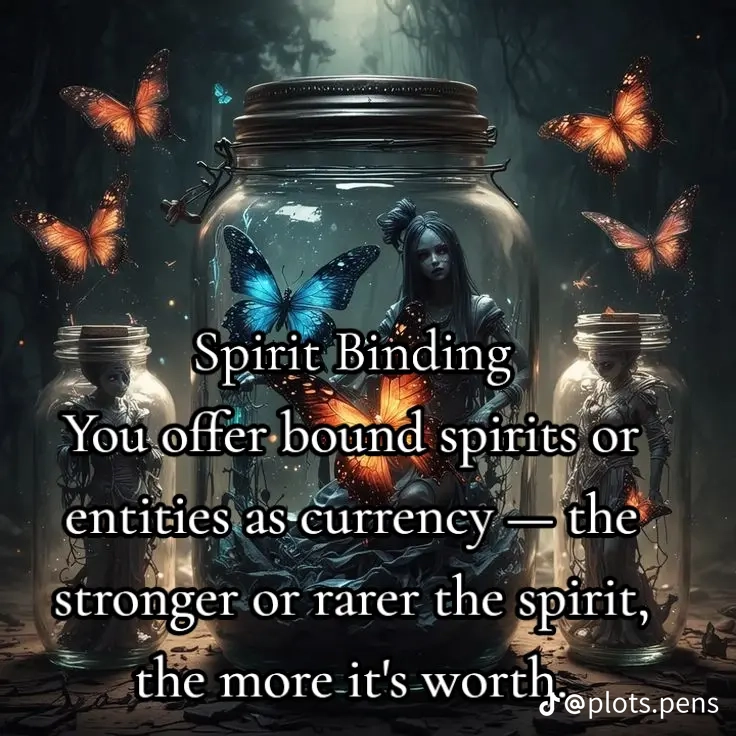 Spirit Binding
You offer bound spirits or
entities as currency — the
stronger or rarer the spirit,
the more it's worth.
@plots.pens